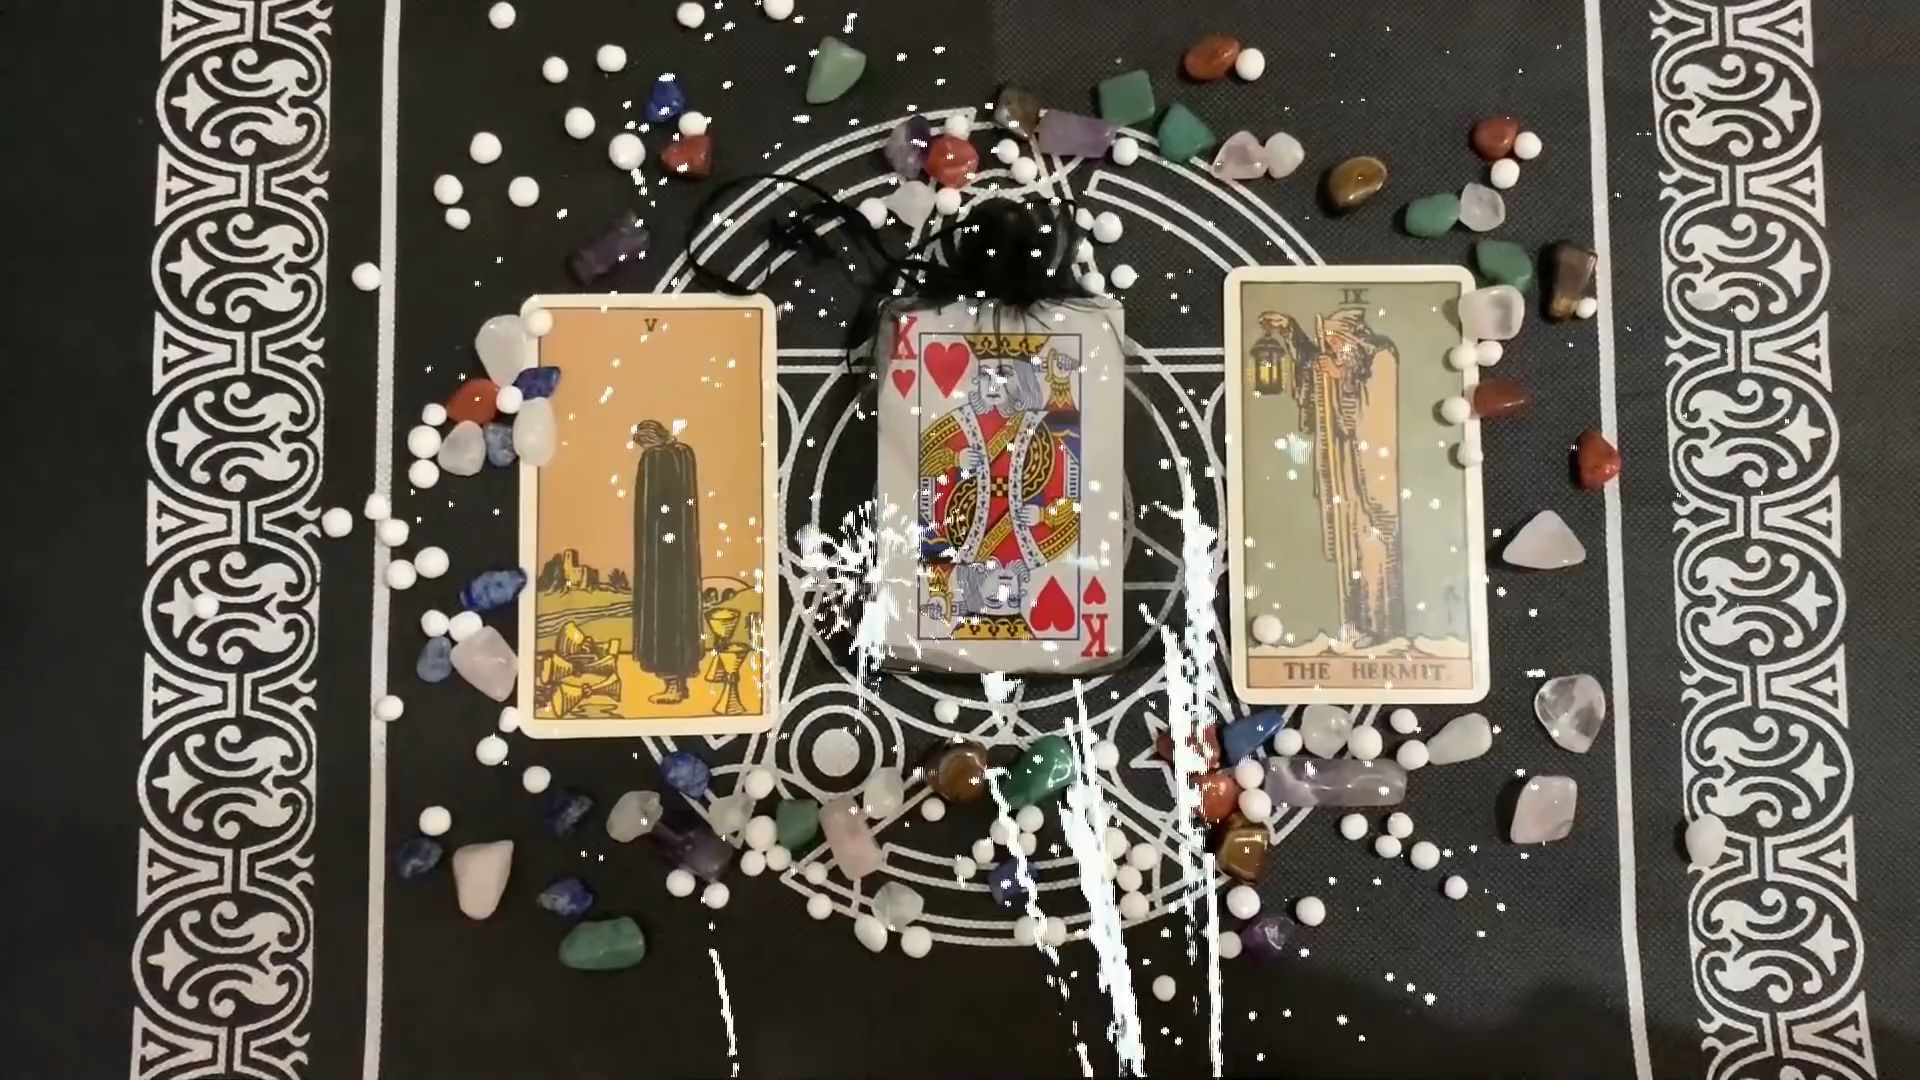 V
K
K
IX
THE HERMIT.